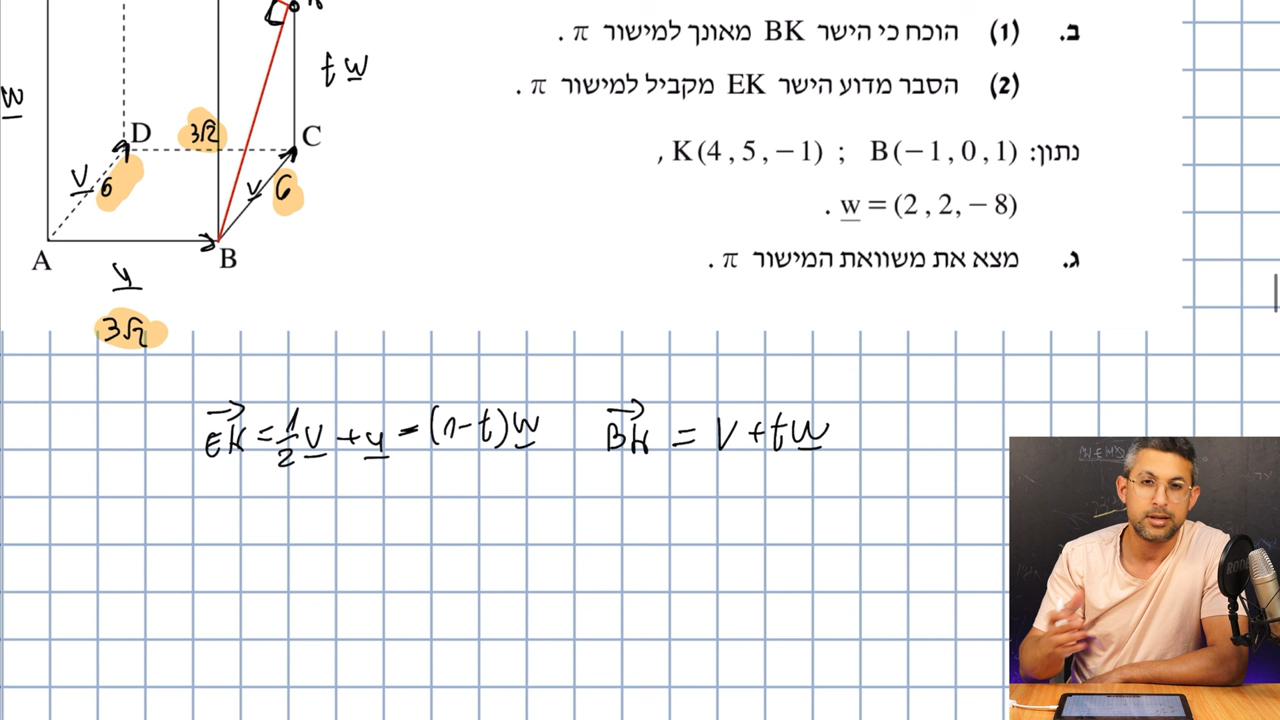 ב. (1) הוכח כי הישר BK מאונך למישור π .
(2) הסבר מדוע הישר EK מקביל למישור π .
נתון: K(4, 5, −1) ; B(−1, 0, 1) ,
w = (2, 2, −8) .
ג. מצא את משוואת המישור π .
t w
w
D
3√2
C
v 6
v 6
A
B
u
3√2
EK = 1/2 v + u − (1−t) w
BK = v + t w
RODE